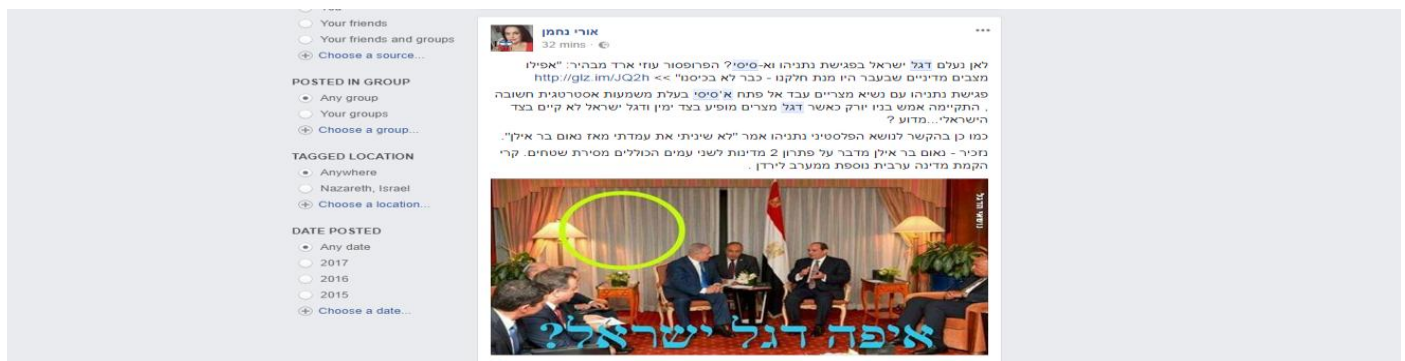 You
Your friends
Your friends and groups
Choose a source...
POSTED IN GROUP
Any group
Your groups
Choose a group...
TAGGED LOCATION
Anywhere
Nazareth, Israel
Choose a location...
DATE POSTED
Any date
2017
2016
2015
Choose a date...
אורי נחמן
32 mins ·
לאן נעלם דגל ישראל בפגישת נתניהו וא-סיסי? הפרופסור עוזי ארד מבהיר: "אפילו
מצבים מדיניים שבעבר היו מנת חלקנו - כבר לא בכיסנו" >> http://glz.im/JQ2h
פגישת נתניהו עם נשיא מצריים עבד אל פתח א'סיסי בעלת משמעות אסטרטגית חשובה
, התקיימה אמש בניו יורק כאשר דגל מצרים מופיע בצד ימין ודגל ישראל לא קיים בצד
הישראלי...מדוע ?
כמו כן בהקשר לנושא הפלסטיני נתניהו אמר "לא שיניתי את עמדתי מאז נאום בר אילן".
נזכיר - נאום בר אילן מדבר על פתרון 2 מדינות לשני עמים הכוללים מסירת שטחים. קרי
הקמת מדינה ערבית נוספת ממערב לירדן .
איפה דגל ישראל?